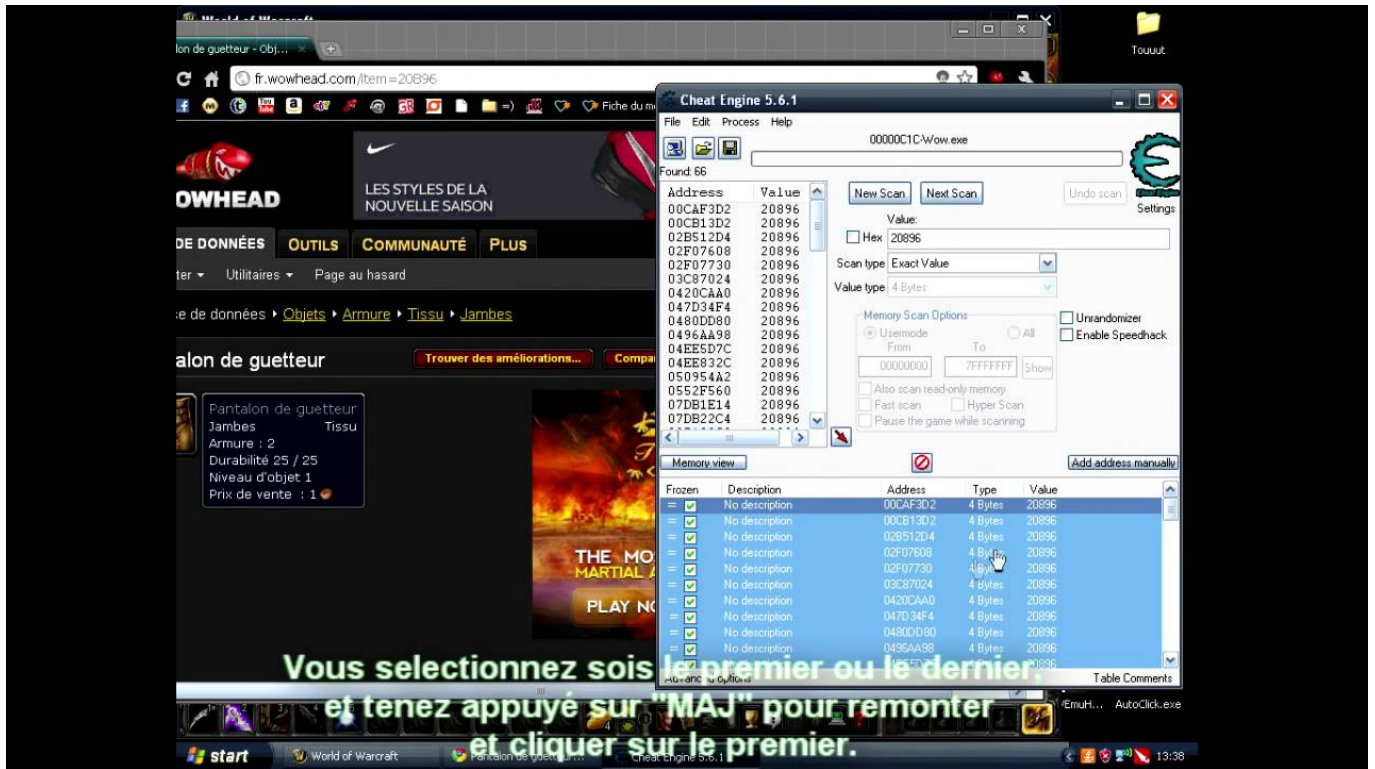 World of Warcraft
lon de guetteur - Obj...
Touuut
fr.wowhead.com/item=20896
=) Fiche du m
Cheat Engine 5.6.1
File Edit Process Help
00000C1C-Wow.exe
Found: 66
Address Value
00CAF3D2 20896
00CB13D2 20896
02B512D4 20896
02F07608 20896
02F07730 20896
03C87024 20896
0420CAA0 20896
047D34F4 20896
0480DD80 20896
0496AA98 20896
04EE5D7C 20896
04EE832C 20896
050954A2 20896
0552F560 20896
07DB1E14 20896
07DB22C4 20896
New Scan Next Scan Undo scan
Cheat Engine
Settings
Value:
Hex 20896
Scan type Exact Value
Value type 4 Bytes
Memory Scan Options
Usermode All
From To
00000000 7FFFFFFF Show
Also scan read-only memory
Fast scan Hyper Scan
Pause the game while scanning
Unrandomizer
Enable Speedhack
Memory view
Add address manually
Frozen Description Address Type Value
No description 00CAF3D2 4 Bytes 20896
No description 00CB13D2 4 Bytes 20896
No description 02B512D4 4 Bytes 20896
No description 02F07608 4 Bytes 20896
No description 02F07730 4 Bytes 20896
No description 03C87024 4 Bytes 20896
No description 0420CAA0 4 Bytes 20896
No description 047D34F4 4 Bytes 20896
No description 0480DD80 4 Bytes 20896
No description 0496AA98 4 Bytes 20896
Advanced options
Table Comments
OWHEAD
LES STYLES DE LA
NOUVELLE SAISON
DE DONNÉES OUTILS COMMUNAUTÉ PLUS
ter Utilitaires Page au hasard
e de données Objets Armure Tissu Jambes
alon de guetteur
Trouver des améliorations... Compa
Pantalon de guetteur
Jambes Tissu
Armure : 2
Durabilité 25 / 25
Niveau d'objet 1
Prix de vente : 1
THE MO
MARTIAL A
PLAY NO
Vous selectionnez sois le premier ou le dernier,
et tenez appuyé sur "MAJ" pour remonter
et cliquer sur le premier.
EmuH... AutoClick.exe
start World of Warcraft Pantalon de guetteur... Cheat Engine 5.6.1 13:38